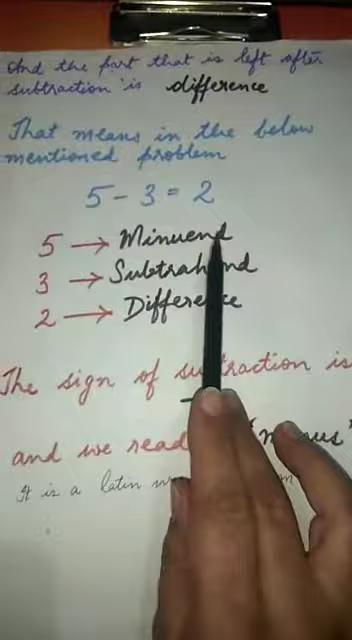 And the part that is left after
subtraction is difference
That means in the below
mentioned problem
5 - 3 = 2
5 → Minuend
3 → Subtrahend
2 → Difference
The sign of subtraction is
-
and we read "minus"
It is a latin